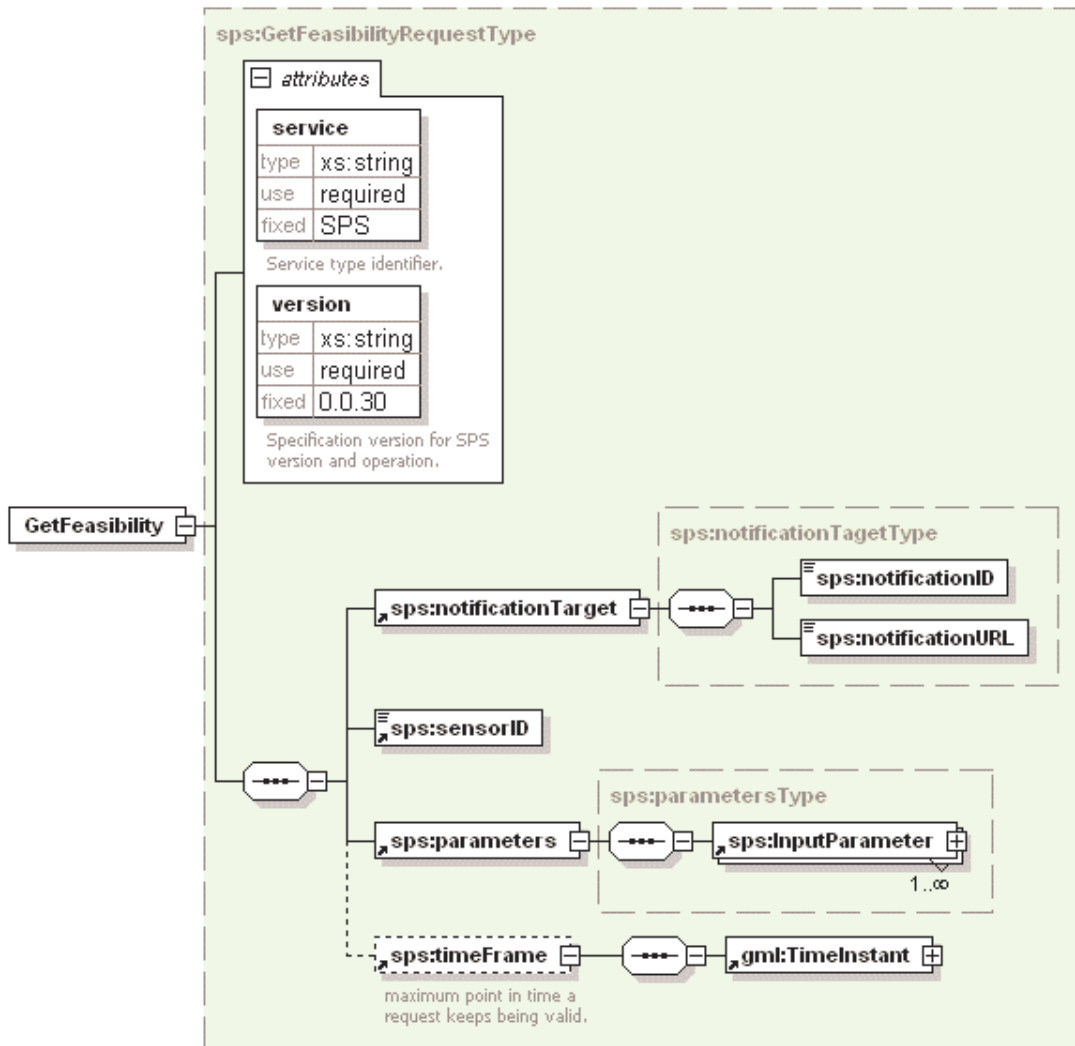 sps:GetFeasibilityRequestType
attributes
service
type xs:string
use required
fixed SPS
Service type identifier.
version
type xs:string
use required
fixed 0.0.30
Specification version for SPS
version and operation.
GetFeasibility
sps:notificationTagetType
sps:notificationID
sps:notificationTarget
sps:notificationURL
sps:sensorID
sps:parametersType
sps:parameters
sps:InputParameter
1..∞
sps:timeFrame
gml:TimeInstant
maximum point in time a
request keeps being valid.